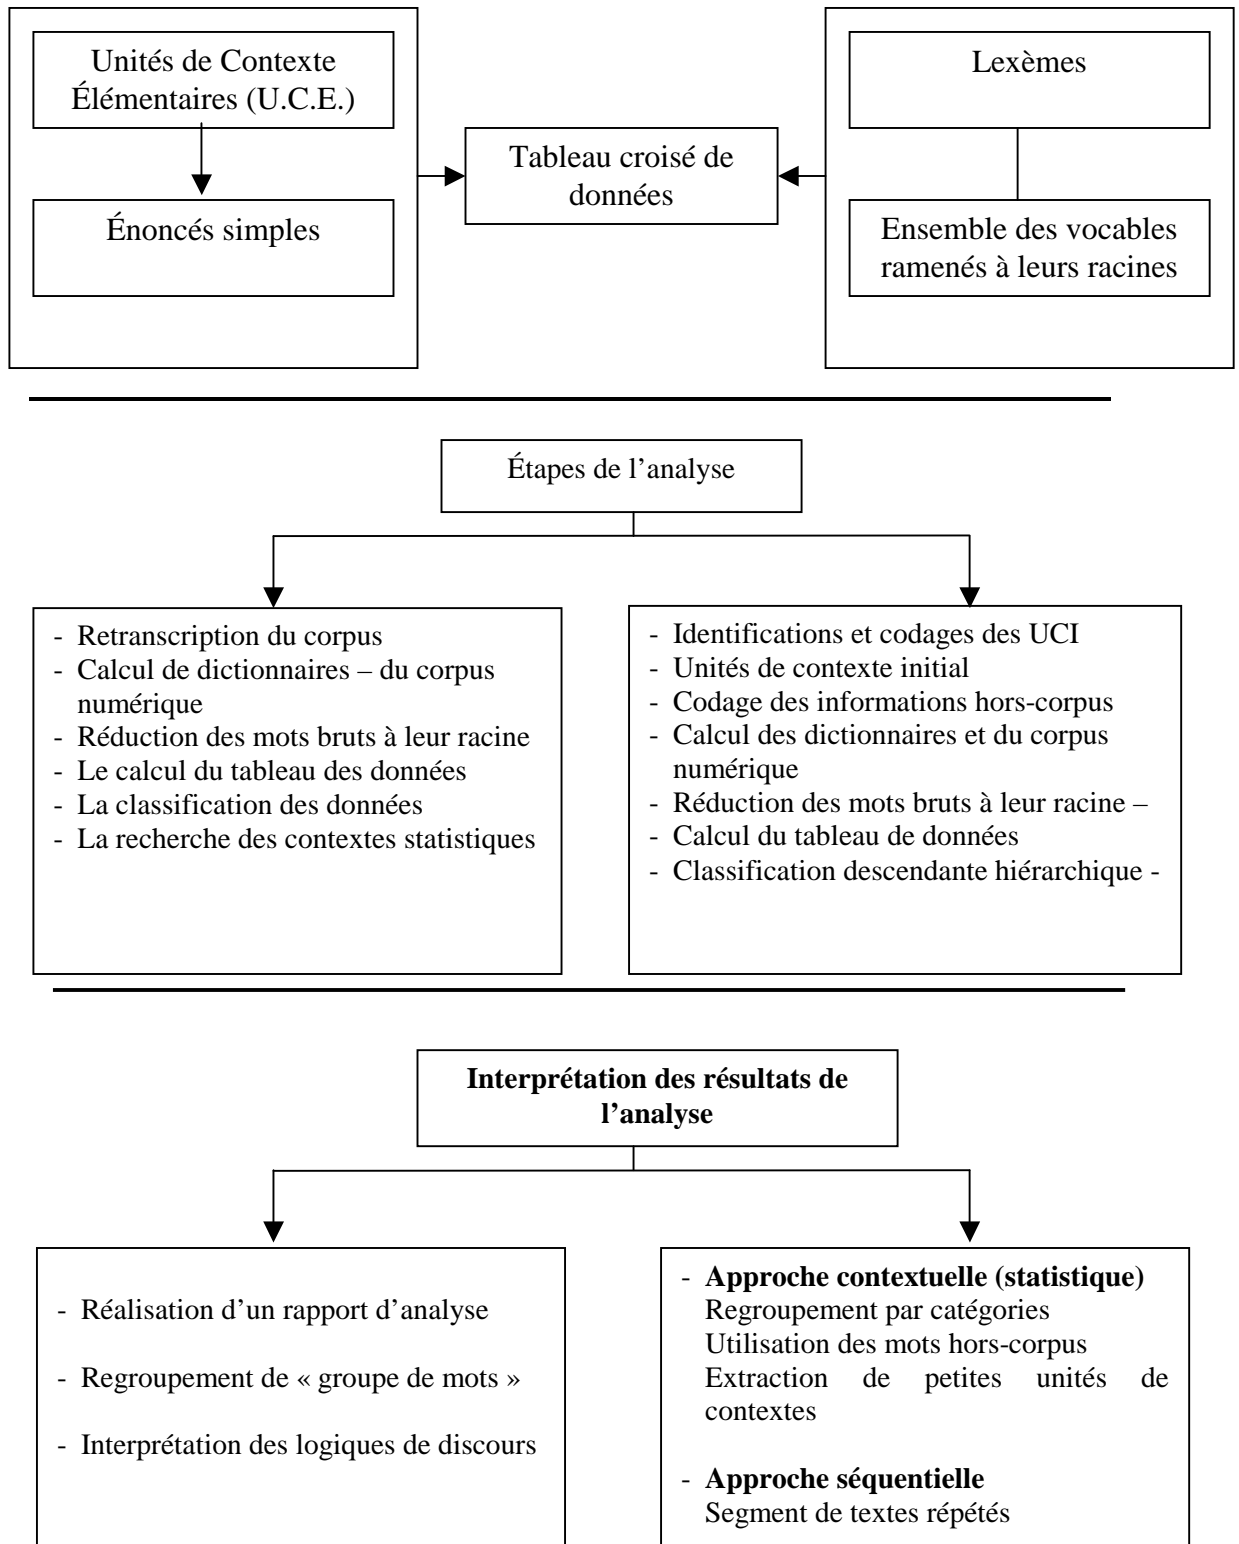 Unités de Contexte
Élémentaires (U.C.E.)
Énoncés simples
Tableau croisé de
données
Lexèmes
Ensemble des vocables
ramenés à leurs racines
Étapes de l’analyse
- Retranscription du corpus
- Calcul de dictionnaires – du corpus
numérique
- Réduction des mots bruts à leur racine
- Le calcul du tableau des données
- La classification des données
- La recherche des contextes statistiques
- Identifications et codages des UCI
- Unités de contexte initial
- Codage des informations hors-corpus
- Calcul des dictionnaires et du corpus
numérique
- Réduction des mots bruts à leur racine –
- Calcul du tableau de données
- Classification descendante hiérarchique -
Interprétation des résultats de
l’analyse
- Réalisation d’un rapport d’analyse
- Regroupement de « groupe de mots »
- Interprétation des logiques de discours
- Approche contextuelle (statistique)
Regroupement par catégories
Utilisation des mots hors-corpus
Extraction de petites unités de
contextes
- Approche séquentielle
Segment de textes répétés